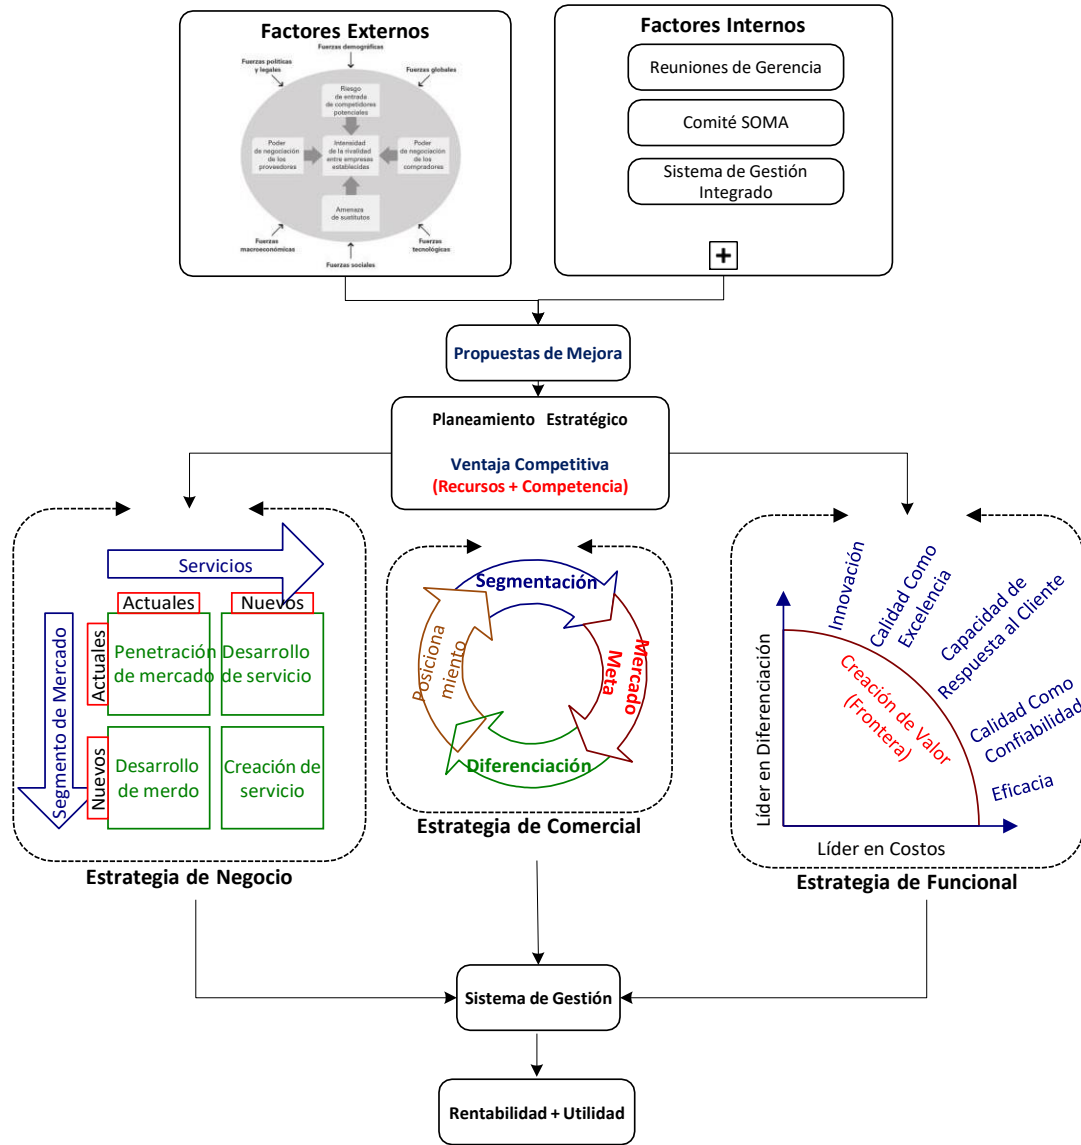 Factores Externos
Fuerzas demográficas
Fuerzas políticas
y legales
Fuerzas globales
Riesgo
de entrada
de competidores
potenciales
Poder
de negociación
de los
proveedores
Intensidad
de la rivalidad
entre empresas
establecidas
Poder
de negociación
de los
compradores
Amenaza
de sustitutos
Fuerzas
macroeconómicas
Fuerzas
tecnológicas
Fuerzas sociales
Factores Internos
Reuniones de Gerencia
Comité SOMA
Sistema de Gestión
Integrado
+
Propuestas de Mejora
Planeamiento Estratégico
Ventaja Competitiva
(Recursos + Competencia)
Servicios
Actuales
Nuevos
Segmento de Mercado
Actuales
Nuevos
Penetración
de mercado
Desarrollo
de servicio
Desarrollo
de merdo
Creación de
servicio
Estrategia de Negocio
Segmentación
Mercado
Meta
Diferenciación
Posiciona
miento
Estrategia de Comercial
Líder en Diferenciación
Innovación
Calidad Como
Excelencia
Capacidad de
Respuesta al Cliente
Calidad Como
Confiabilidad
Eficacia
Creación de Valor
(Frontera)
Líder en Costos
Estrategia de Funcional
Sistema de Gestión
Rentabilidad + Utilidad